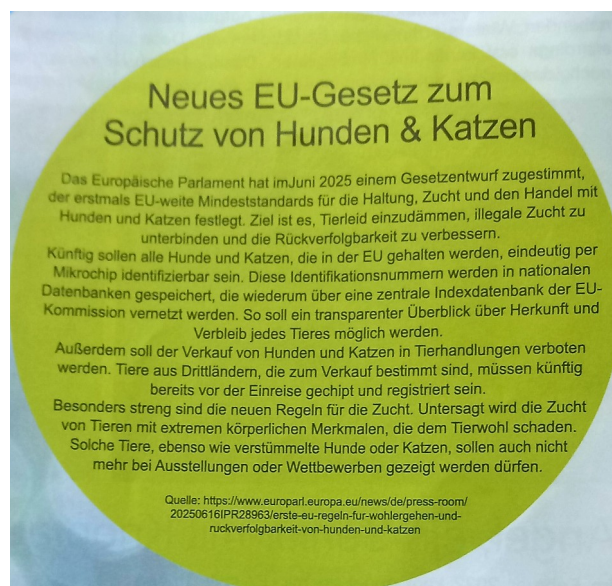 Neues EU-Gesetz zum
Schutz von Hunden & Katzen
Das Europäische Parlament hat imJuni 2025 einem Gesetzentwurf zugestimmt,
der erstmals EU-weite Mindeststandards für die Haltung, Zucht und den Handel mit
Hunden und Katzen festlegt. Ziel ist es, Tierleid einzudämmen, illegale Zucht zu
unterbinden und die Rückverfolgbarkeit zu verbessern.
Künftig sollen alle Hunde und Katzen, die in der EU gehalten werden, eindeutig per
Mikrochip identifizierbar sein. Diese Identifikationsnummern werden in nationalen
Datenbanken gespeichert, die wiederum über eine zentrale Indexdatenbank der EU-
Kommission vernetzt werden. So soll ein transparenter Überblick über Herkunft und
Verbleib jedes Tieres möglich werden.
Außerdem soll der Verkauf von Hunden und Katzen in Tierhandlungen verboten
werden. Tiere aus Drittländern, die zum Verkauf bestimmt sind, müssen künftig
bereits vor der Einreise gechipt und registriert sein.
Besonders streng sind die neuen Regeln für die Zucht. Untersagt wird die Zucht
von Tieren mit extremen körperlichen Merkmalen, die dem Tierwohl schaden.
Solche Tiere, ebenso wie verstümmelte Hunde oder Katzen, sollen auch nicht
mehr bei Ausstellungen oder Wettbewerben gezeigt werden dürfen.
Quelle: https://www.europarl.europa.eu/news/de/press-room/
20250616IPR28963/erste-eu-regeln-fur-wohlergehen-und-
ruckverfolgbarkeit-von-hunden-und-katzen